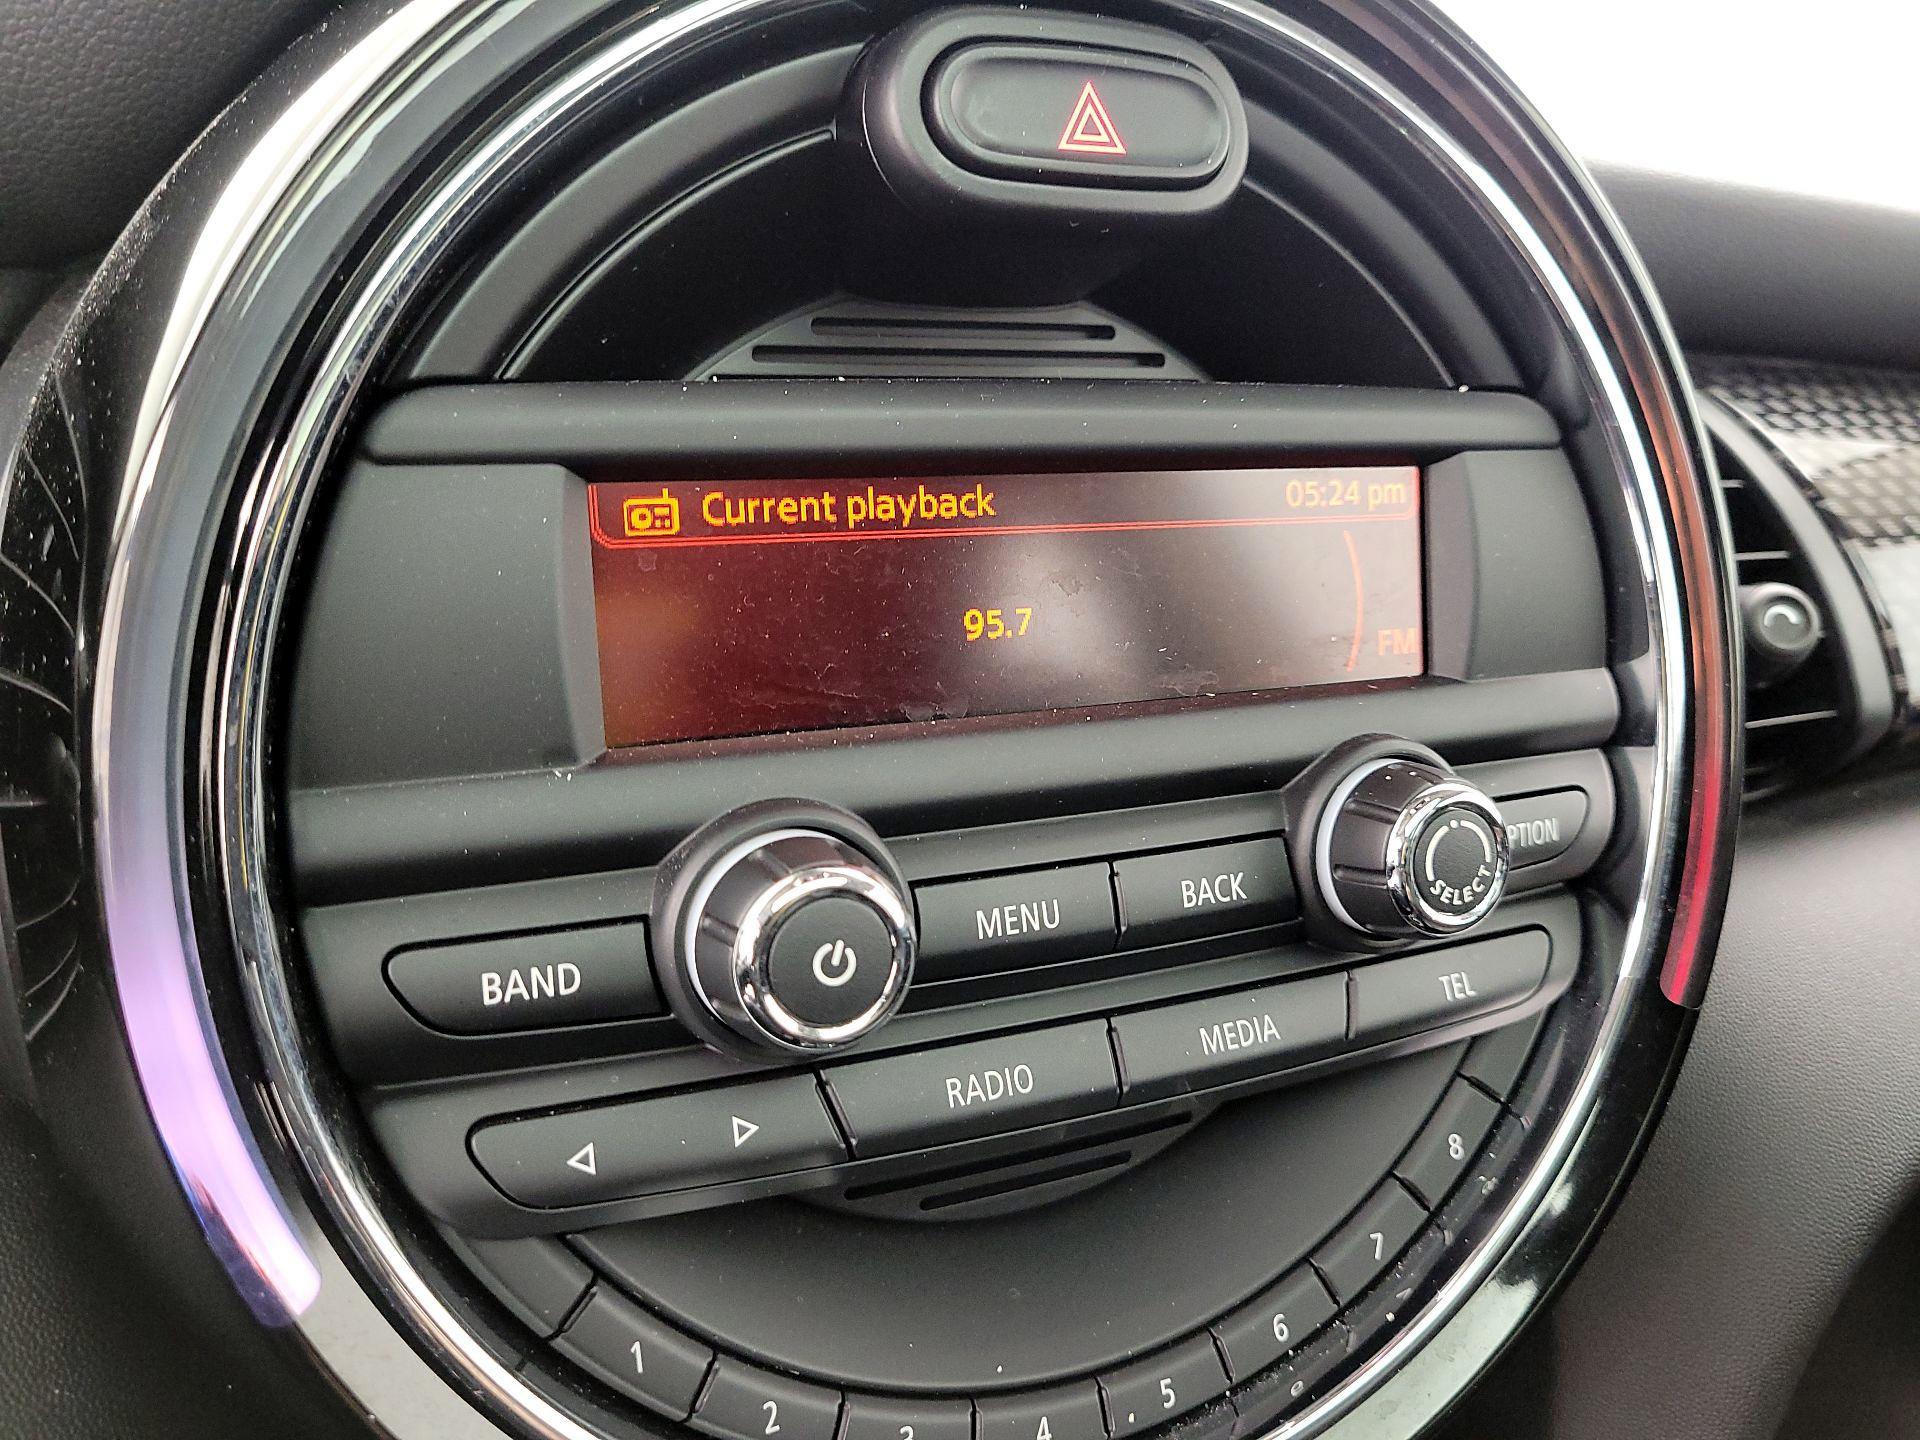 Current playback 05:24 pm
95.7
FM
BAND MENU BACK SELECT PTION
RADIO MEDIA TEL
1 2 3 4 5 6 7 8